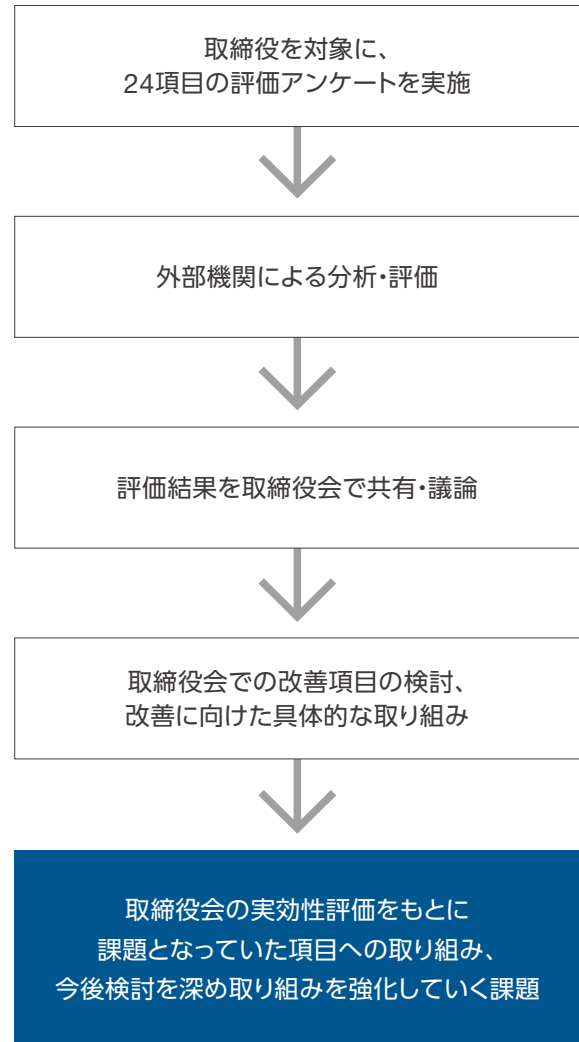 取締役を対象に、
24項目の評価アンケートを実施
外部機関による分析・評価
評価結果を取締役会で共有・議論
取締役会での改善項目の検討、
改善に向けた具体的な取り組み
取締役会の実効性評価をもとに
課題となっていた項目への取り組み、
今後検討を深め取り組みを強化していく課題